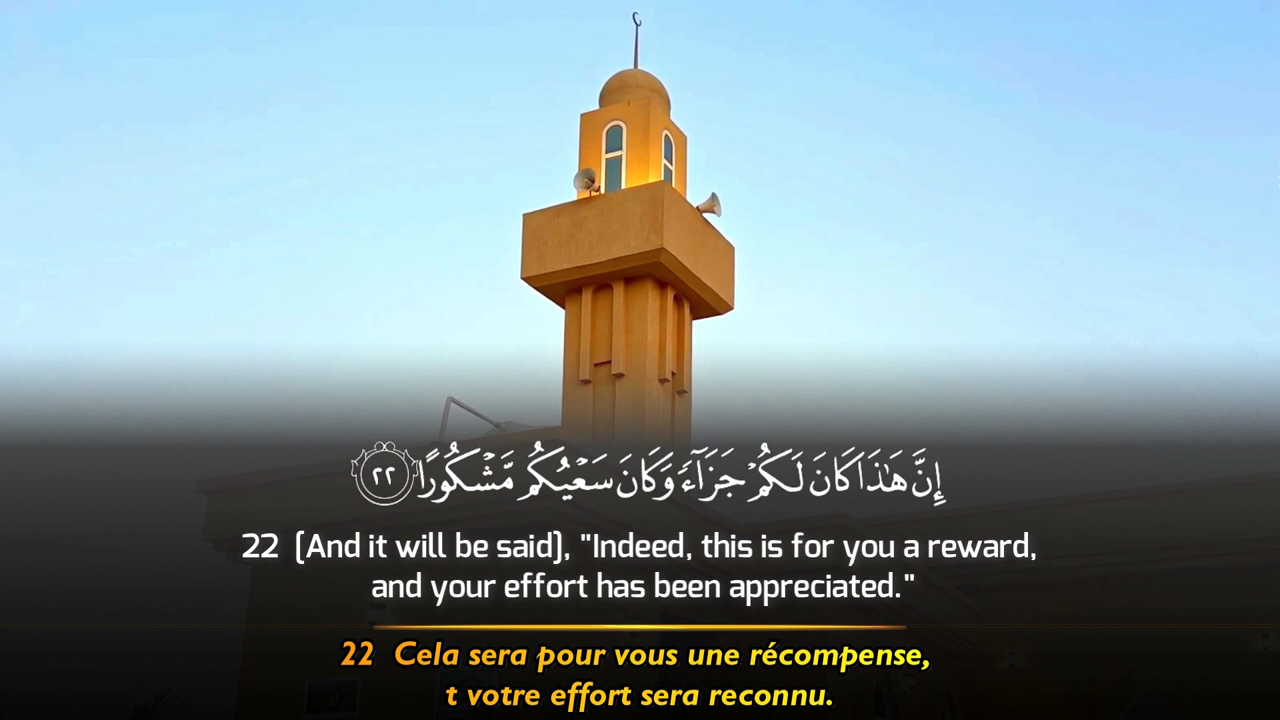 إِنَّ هَٰذَا كَانَ لَكُمْ جَزَآءً وَكَانَ سَعْيُكُم مَّشْكُورًا ٢٢
22 [And it will be said], "Indeed, this is for you a reward,
and your effort has been appreciated."
22 Cela sera pour vous une récompense,
t votre effort sera reconnu.